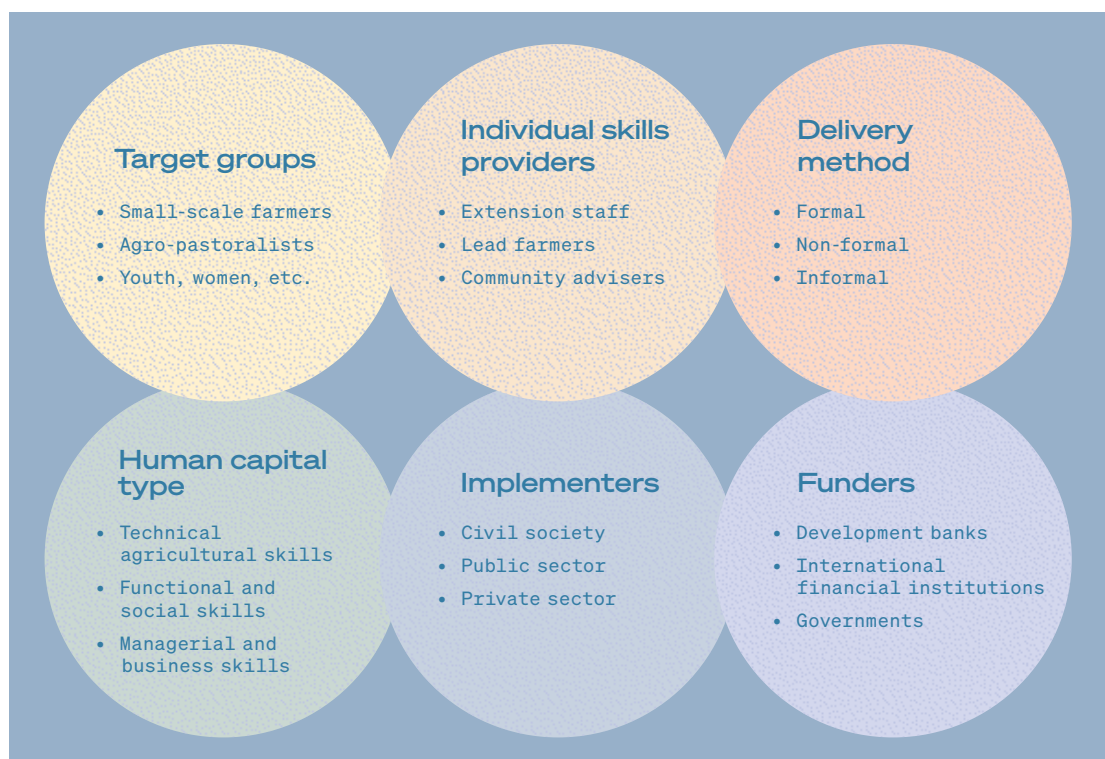 Target groups
• Small-scale farmers
• Agro-pastoralists
• Youth, women, etc.
Individual skills
providers
• Extension staff
• Lead farmers
• Community advisers
Delivery
method
• Formal
• Non-formal
• Informal
Human capital
type
• Technical
agricultural skills
• Functional and
social skills
• Managerial and
business skills
Implementers
• Civil society
• Public sector
• Private sector
Funders
• Development banks
• International
financial institutions
• Governments